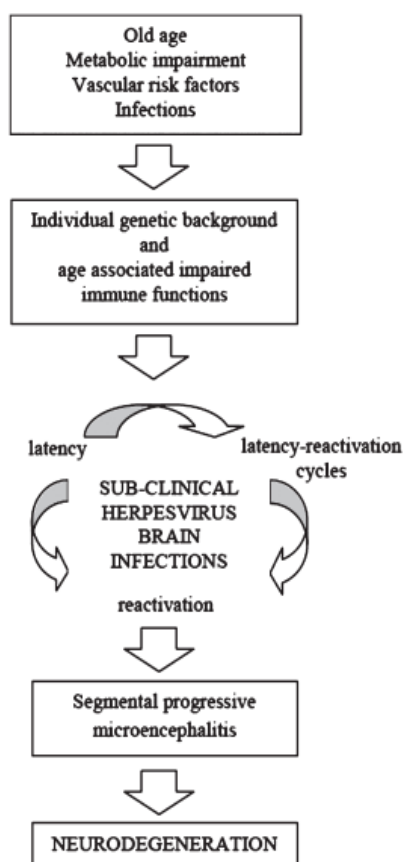 Old age
Metabolic impairment
Vascular risk factors
Infections
Individual genetic background
and
age associated impaired
immune functions
latency
latency-reactivation
cycles
SUB-CLINICAL
HERPESVIRUS
BRAIN
INFECTIONS
reactivation
Segmental progressive
microencephalitis
NEURODEGENERATION